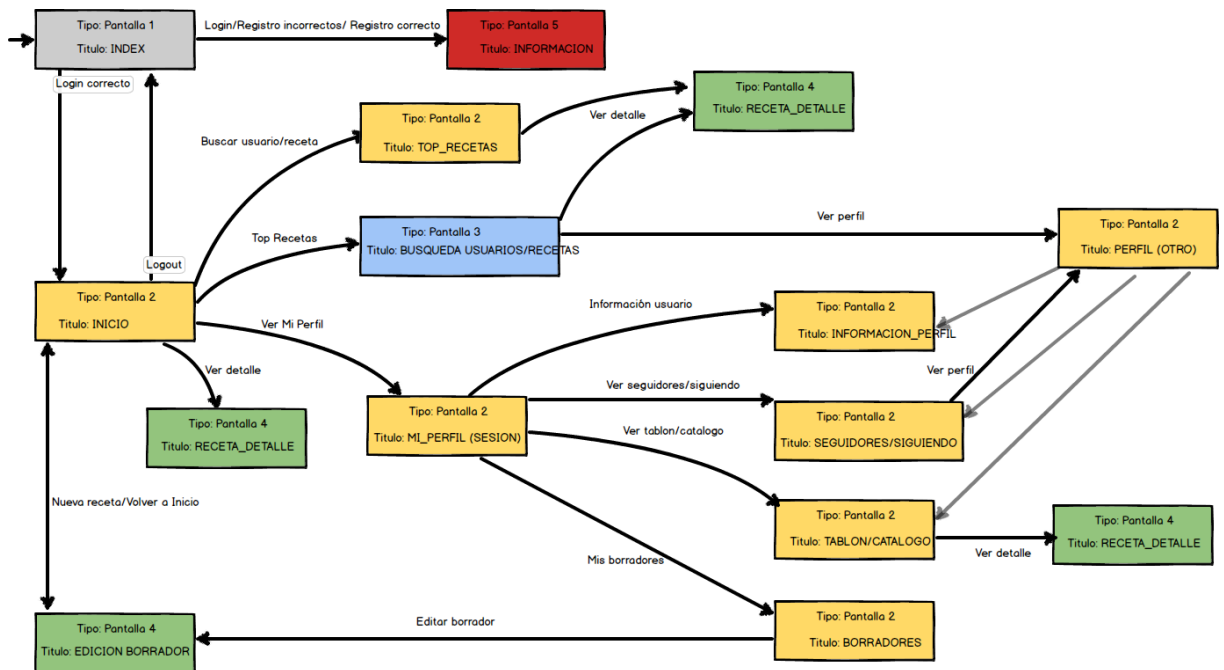 Tipo: Pantalla 1
Titulo: INDEX
Login/Registro incorrectos/ Registro correcto
Tipo: Pantalla 5
Titulo: INFORMACION
Login correcto
Tipo: Pantalla 2
Titulo: TOP_RECETAS
Buscar usuario/receta
Ver detalle
Tipo: Pantalla 4
Titulo: RECETA_DETALLE
Top Recetas
Tipo: Pantalla 3
Titulo: BUSQUEDA USUARIOS/RECETAS
Ver perfil
Tipo: Pantalla 2
Titulo: PERFIL (OTRO)
Logout
Tipo: Pantalla 2
Titulo: INICIO
Ver Mi Perfil
Información usuario
Tipo: Pantalla 2
Titulo: INFORMACION_PERFIL
Ver detalle
Ver perfil
Ver seguidores/siguiendo
Tipo: Pantalla 4
Titulo: RECETA_DETALLE
Tipo: Pantalla 2
Titulo: MI_PERFIL (SESION)
Tipo: Pantalla 2
Titulo: SEGUIDORES/SIGUIENDO
Ver tablon/catalogo
Nueva receta/Volver a Inicio
Tipo: Pantalla 2
Titulo: TABLON/CATALOGO
Ver detalle
Tipo: Pantalla 4
Titulo: RECETA_DETALLE
Mis borradores
Tipo: Pantalla 4
Titulo: EDICION BORRADOR
Editar borrador
Tipo: Pantalla 2
Titulo: BORRADORES